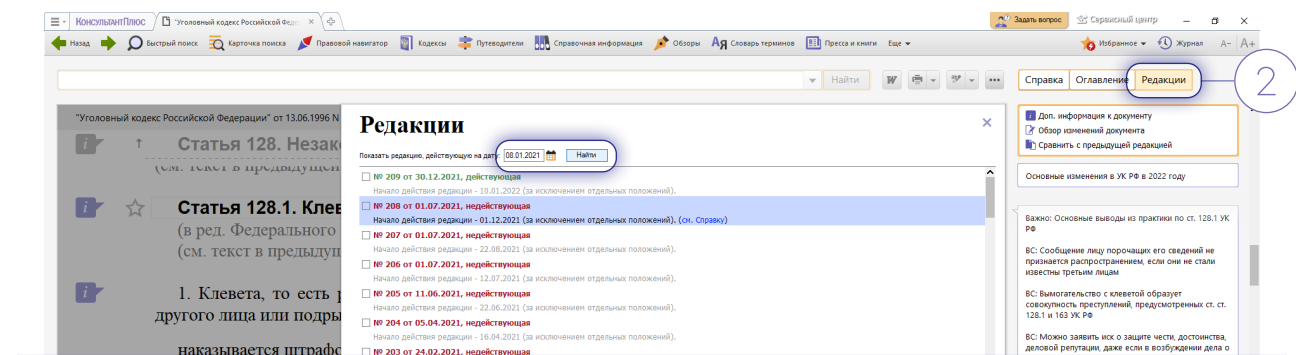 КонсультантПлюс "Уголовный кодекс Российской Феде
Задать вопрос Сервисный центр
Назад Быстрый поиск Карточка поиска Правовой навигатор Кодексы Путеводители Справочная информация Обзоры Словарь терминов Пресса и книги Еще Избранное Журнал А- А+
Найти Справка Оглавление Редакции 2
"Уголовный кодекс Российской Федерации" от 13.06.1996 N
Статья 128. Незак
(см. текст в предыдущей
Статья 128.1. Клев
(в ред. Федерального
(см. текст в предыдущ
1. Клевета, то есть р
другого лица или подры
наказывается штрафо
Редакции
Показать редакцию, действующую на дату: 08.01.2021 Найти
№ 209 от 30.12.2021, действующая
Начало действия редакции - 10.01.2022 (за исключением отдельных положений).
№ 208 от 01.07.2021, недействующая
Начало действия редакции - 01.12.2021 (за исключением отдельных положений). (см. Справку)
№ 207 от 01.07.2021, недействующая
Начало действия редакции - 22.08.2021 (за исключением отдельных положений).
№ 206 от 01.07.2021, недействующая
Начало действия редакции - 12.07.2021 (за исключением отдельных положений).
№ 205 от 11.06.2021, недействующая
Начало действия редакции - 22.06.2021 (за исключением отдельных положений).
№ 204 от 05.04.2021, недействующая
Начало действия редакции - 16.04.2021 (за исключением отдельных положений).
№ 203 от 24.02.2021, недействующая
Доп. информация к документу
Обзор изменений документа
Сравнить с предыдущей редакцией
Основные изменения в УК РФ в 2022 году
Важно: Основные выводы из практики по ст. 128.1 УК
РФ
ВС: Сообщение лицу порочащих его сведений не
признается распространением, если они не стали
известны третьим лицам
ВС: Вымогательство с клеветой образует
совокупность преступлений, предусмотренных ст. ст.
128.1 и 163 УК РФ
ВС: Можно заявить иск о защите чести, достоинства,
деловой репутации, даже если в возбуждении дела о